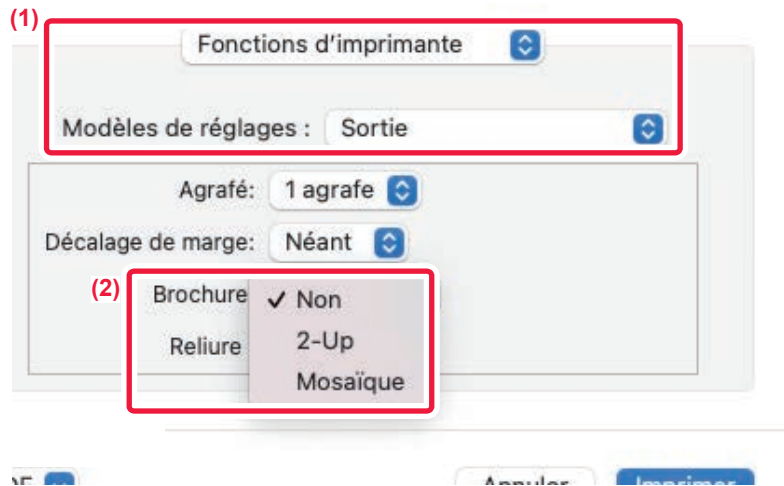 (1)
Fonctions d'imprimante
Modèles de réglages : Sortie
Agrafé: 1 agrafe
Décalage de marge: Néant
(2)
Brochure ✓ Non
Reliure 2-Up
Mosaïque
Annuler Imprimer